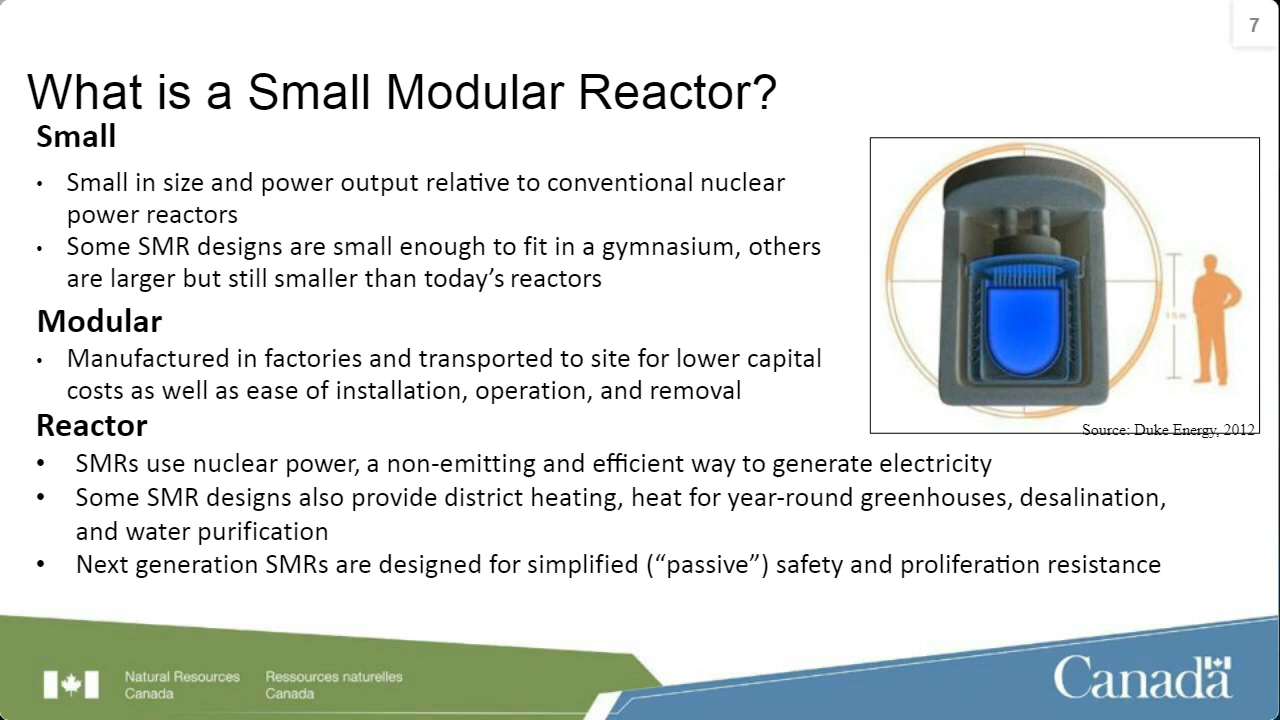 7
What is a Small Modular Reactor?
Small
• Small in size and power output relative to conventional nuclear
power reactors
• Some SMR designs are small enough to fit in a gymnasium, others
are larger but still smaller than today’s reactors
Modular
• Manufactured in factories and transported to site for lower capital
costs as well as ease of installation, operation, and removal
Source: Duke Energy, 2012
Reactor
• SMRs use nuclear power, a non-emitting and efficient way to generate electricity
• Some SMR designs also provide district heating, heat for year-round greenhouses, desalination,
and water purification
• Next generation SMRs are designed for simplified (“passive”) safety and proliferation resistance
Natural Resources
Canada
Ressources naturelles
Canada
Canada